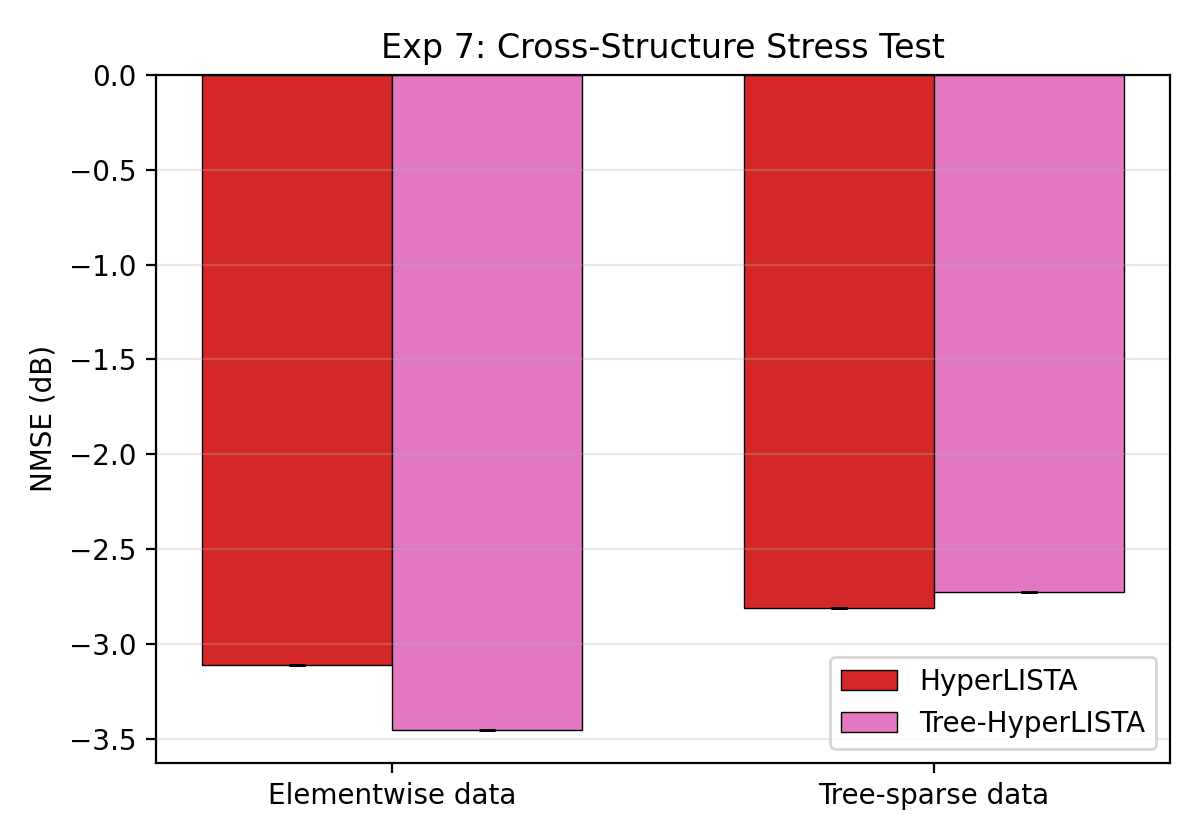 Exp 7: Cross-Structure Stress Test
NMSE (dB)
0.0
−0.5
−1.0
−1.5
−2.0
−2.5
−3.0
−3.5
Elementwise data
Tree-sparse data
HyperLISTA
Tree-HyperLISTA